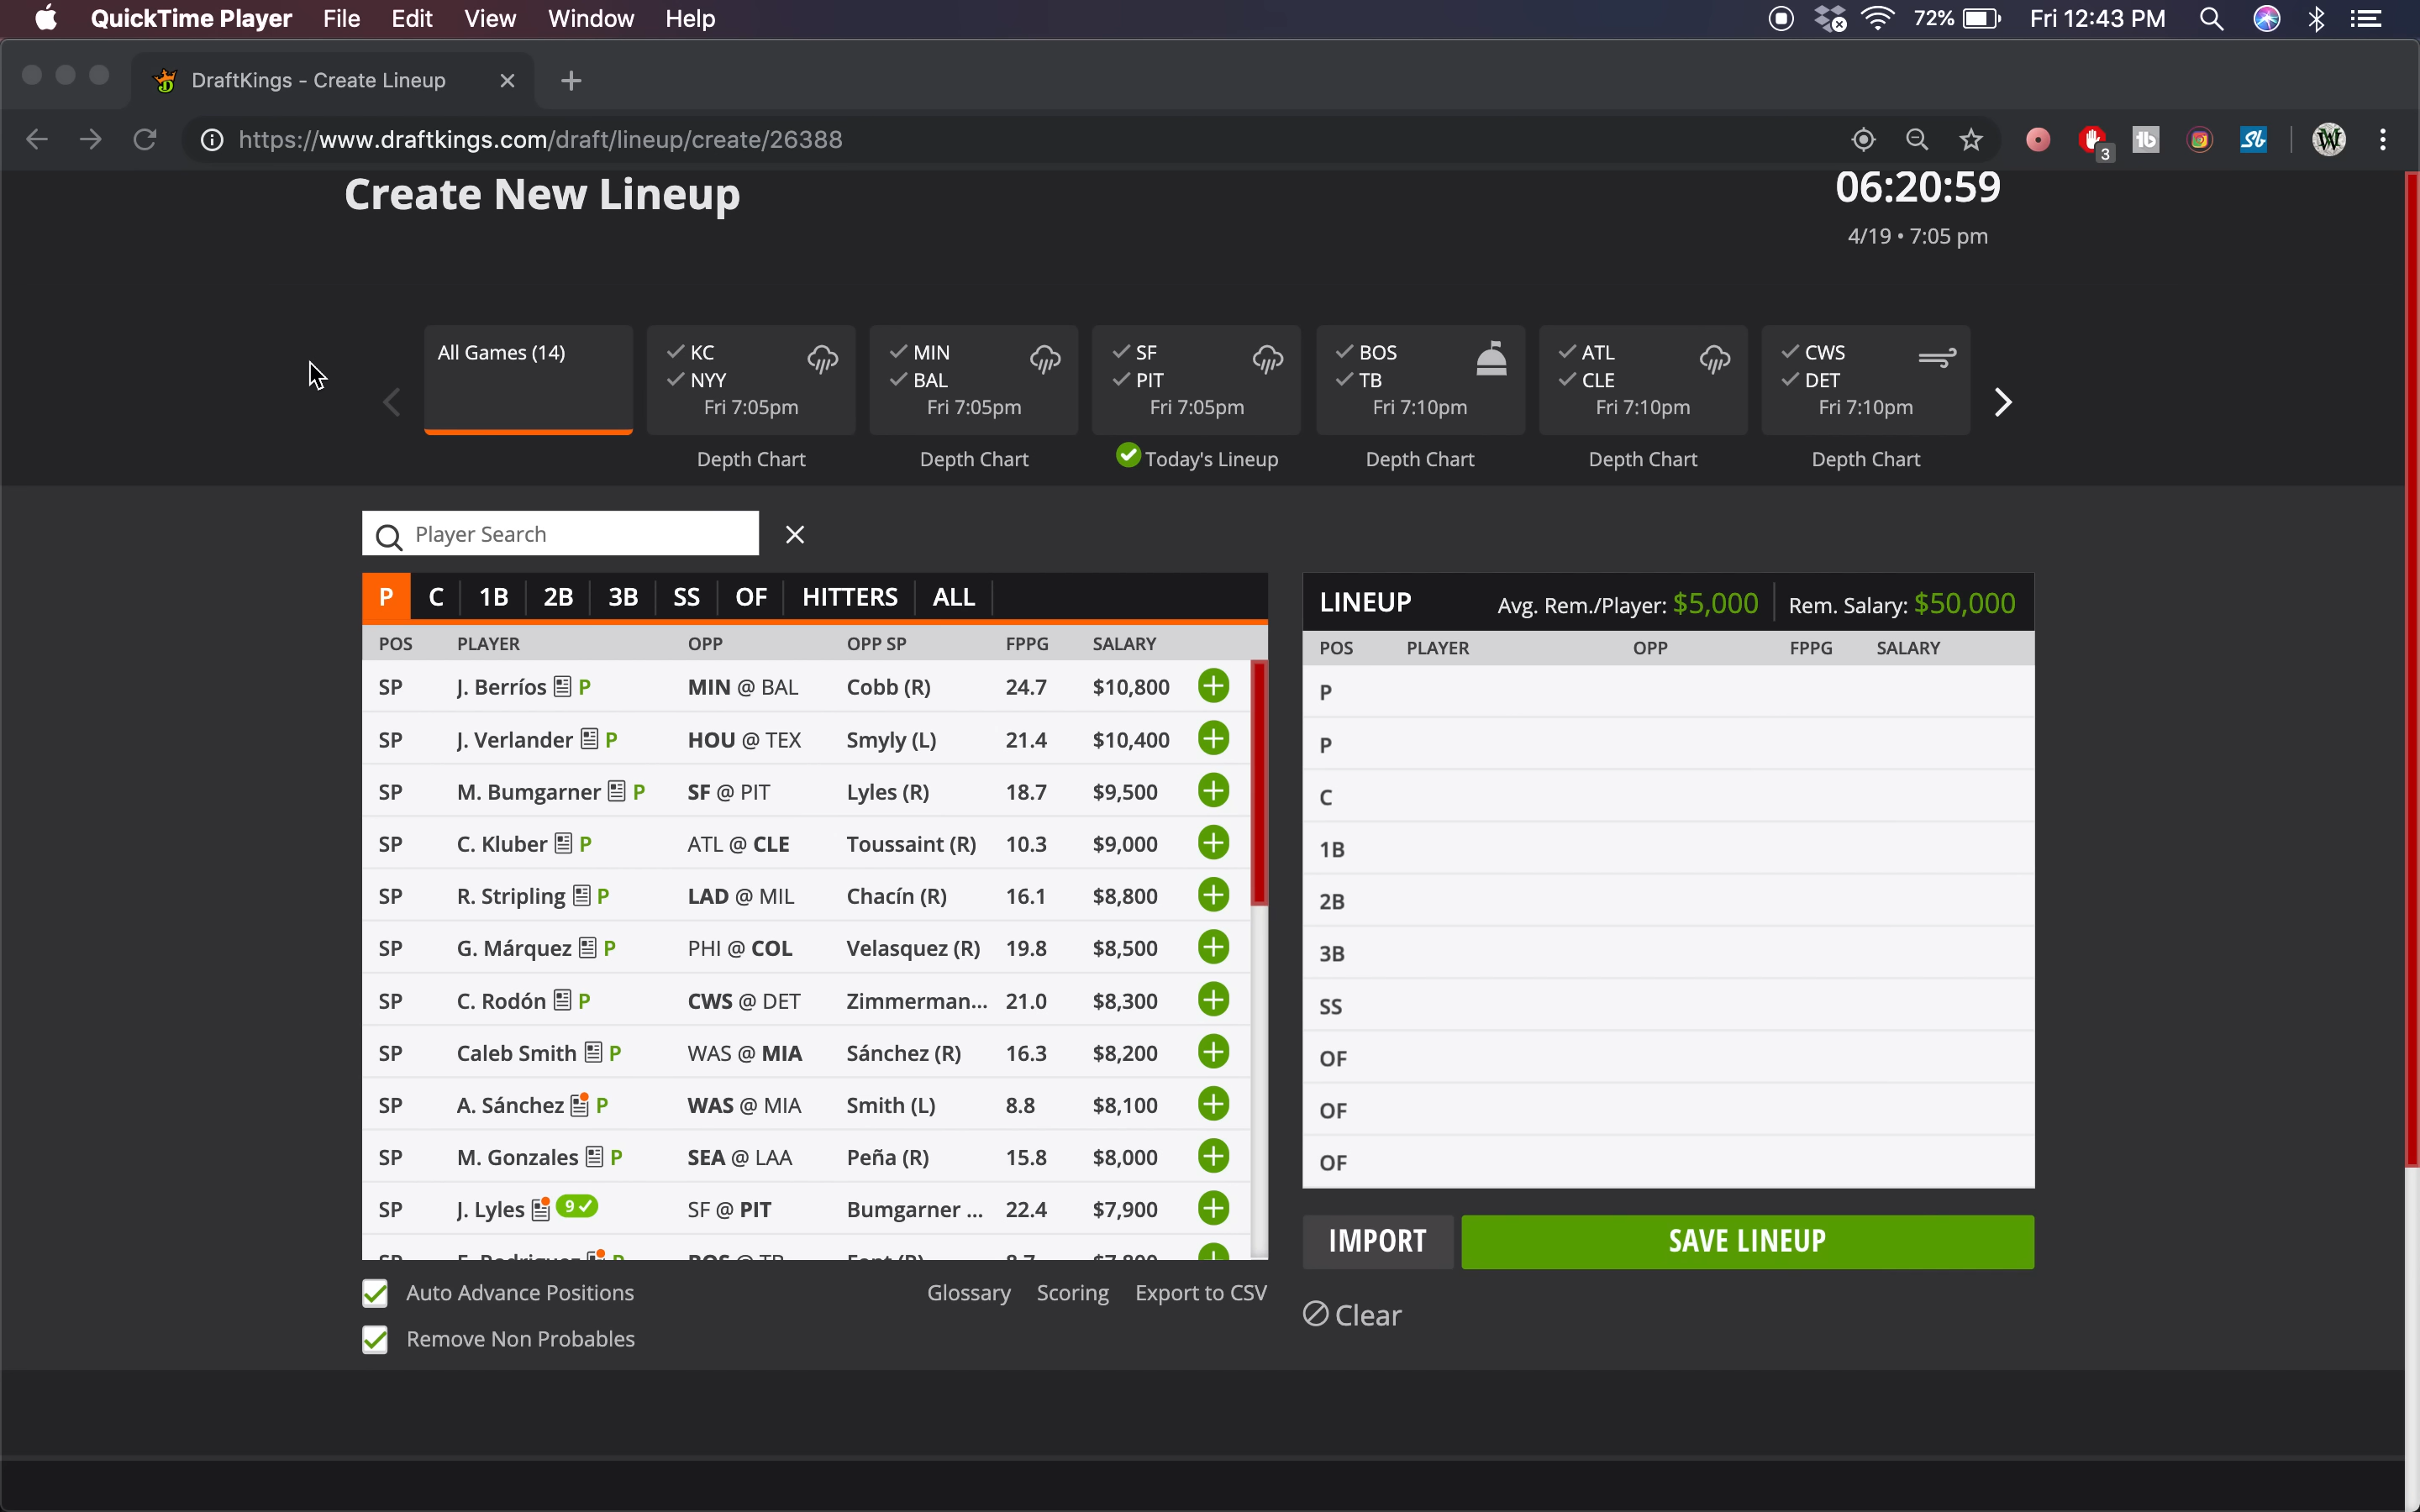 QuickTime Player File Edit View Window Help 72% Fri 12:43 PM
DraftKings - Create Lineup
https://www.draftkings.com/draft/lineup/create/26388
3
Create New Lineup
06:20:59
4/19 • 7:05 pm
All Games (14)
KC
NYY
Fri 7:05pm
Depth Chart
MIN
BAL
Fri 7:05pm
Depth Chart
SF
PIT
Fri 7:05pm
Today's Lineup
BOS
TB
Fri 7:10pm
Depth Chart
ATL
CLE
Fri 7:10pm
Depth Chart
CWS
DET
Fri 7:10pm
Depth Chart
Player Search
P C 1B 2B 3B SS OF HITTERS ALL
POS PLAYER OPP OPP SP FPPG SALARY
SP J. Berríos P MIN @ BAL Cobb (R) 24.7 $10,800
SP J. Verlander P HOU @ TEX Smyly (L) 21.4 $10,400
SP M. Bumgarner P SF @ PIT Lyles (R) 18.7 $9,500
SP C. Kluber P ATL @ CLE Toussaint (R) 10.3 $9,000
SP R. Stripling P LAD @ MIL Chacín (R) 16.1 $8,800
SP G. Márquez P PHI @ COL Velasquez (R) 19.8 $8,500
SP C. Rodón P CWS @ DET Zimmerman... 21.0 $8,300
SP Caleb Smith P WAS @ MIA Sánchez (R) 16.3 $8,200
SP A. Sánchez P WAS @ MIA Smith (L) 8.8 $8,100
SP M. Gonzales P SEA @ LAA Peña (R) 15.8 $8,000
SP J. Lyles 9 SF @ PIT Bumgarner ... 22.4 $7,900
Auto Advance Positions
Remove Non Probables
Glossary Scoring Export to CSV
LINEUP Avg. Rem./Player: $5,000 Rem. Salary: $50,000
POS PLAYER OPP FPPG SALARY
P
P
C
1B
2B
3B
SS
OF
OF
OF
IMPORT SAVE LINEUP
Clear